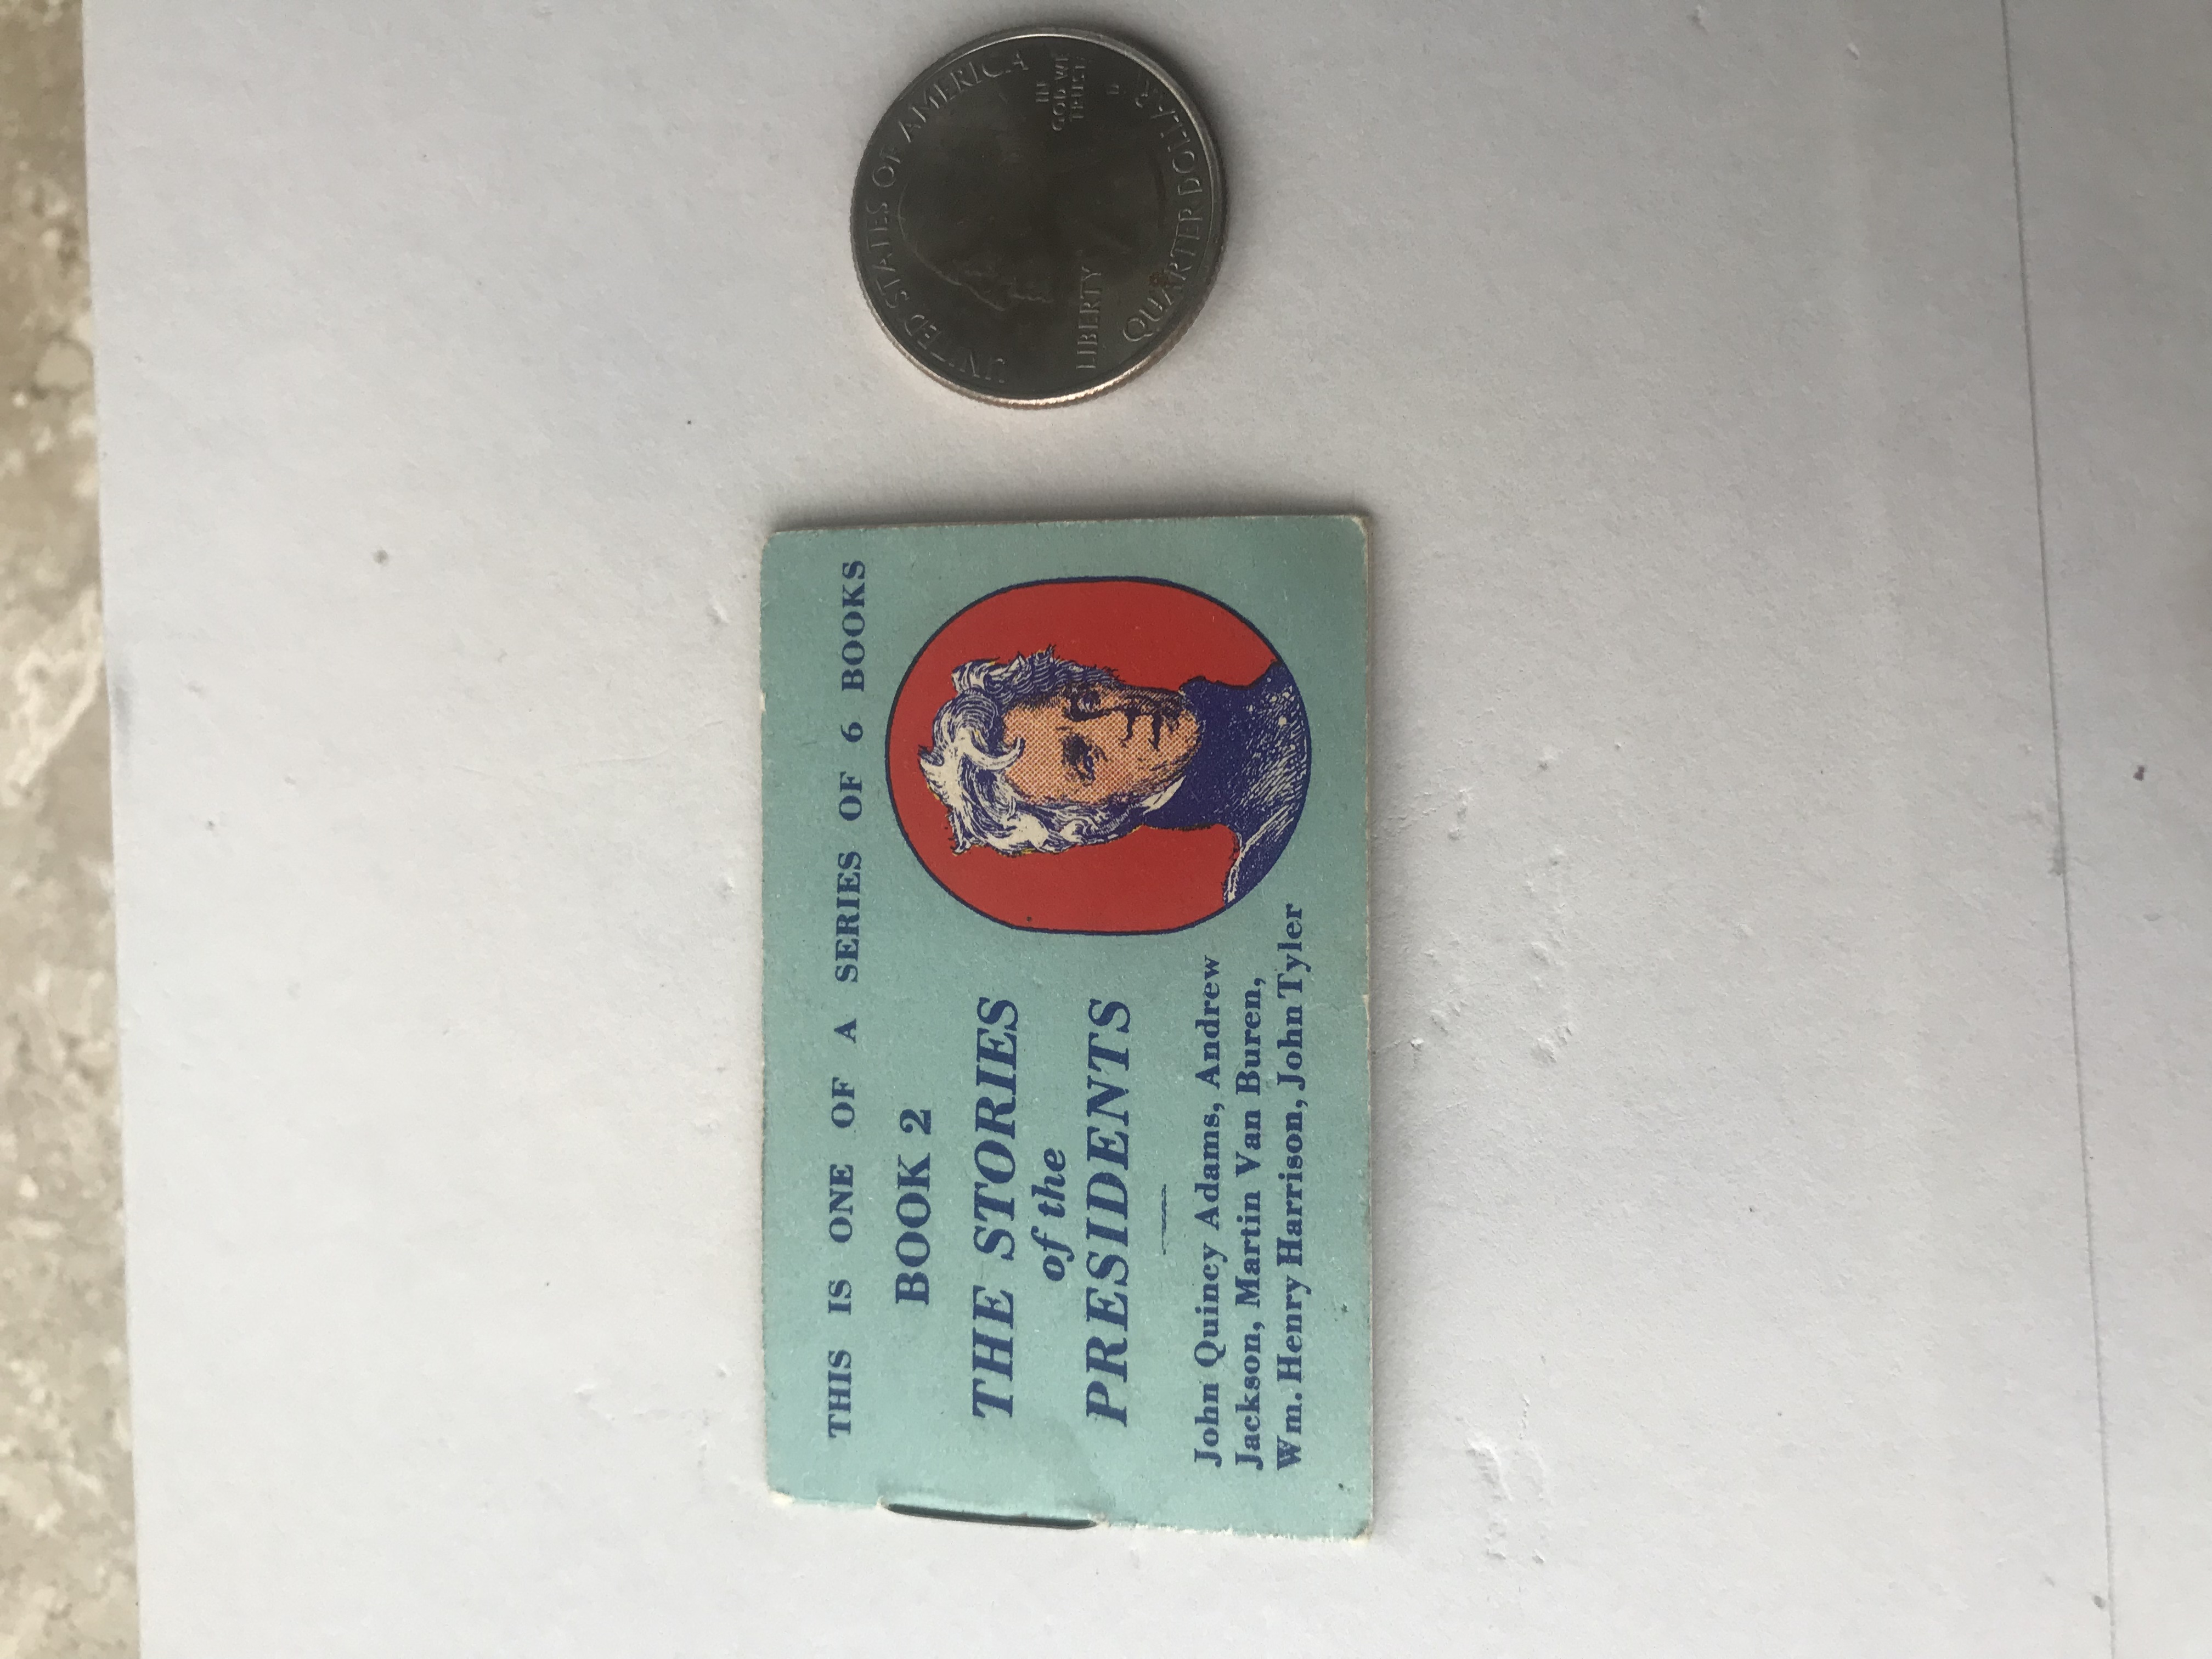 THIS IS ONE OF A SERIES OF 6 BOOKS
BOOK 2
THE STORIES
of the
PRESIDENTS
John Quincy Adams, Andrew
Jackson, Martin Van Buren,
Wm. Henry Harrison, John Tyler
UNITED STATES OF AMERICA
LIBERTY
IN
GOD WE
TRUST
D
QUARTER DOLLAR